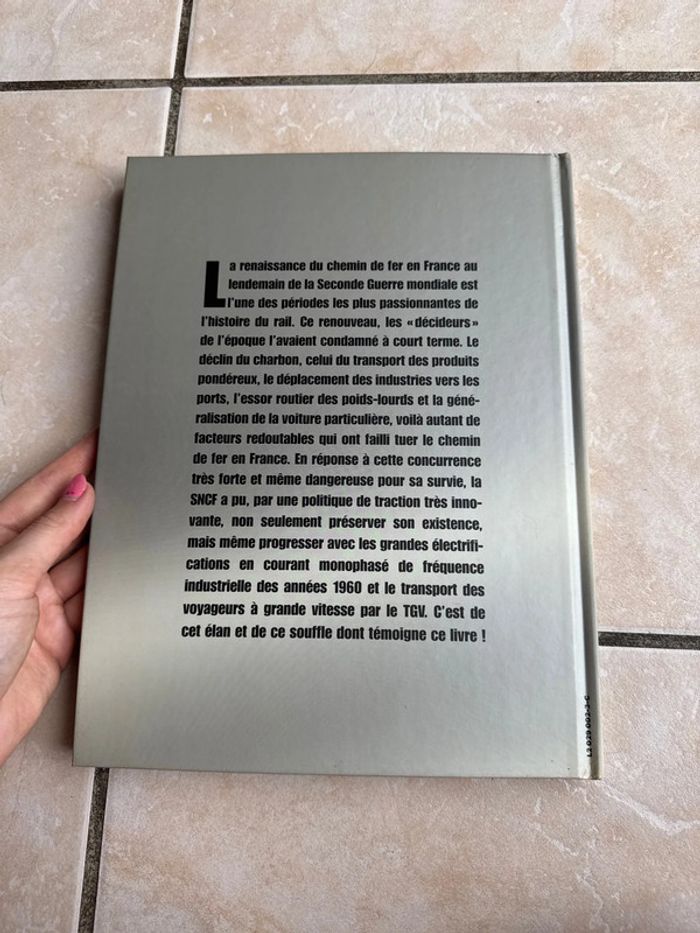 La renaissance du chemin de fer en France au
lendemain de la Seconde Guerre mondiale est
l'une des périodes les plus passionnantes de
l'histoire du rail. Ce renouveau, les «décideurs»
de l'époque l'avaient condamné à court terme. Le
déclin du charbon, celui du transport des produits
pondéreux, le déplacement des industries vers les
ports, l'essor routier des poids-lourds et la géné-
ralisation de la voiture particulière, voilà autant de
facteurs redoutables qui ont failli tuer le chemin
de fer en France. En réponse à cette concurrence
très forte et même dangereuse pour sa survie, la
SNCF a pu, par une politique de traction très inno-
vante, non seulement préserver son existence,
mais même progresser avec les grandes électrifi-
cations en courant monophasé de fréquence
industrielle des années 1960 et le transport des
voyageurs à grande vitesse par le TGV. C'est de
cet élan et de ce souffle dont témoigne ce livre !